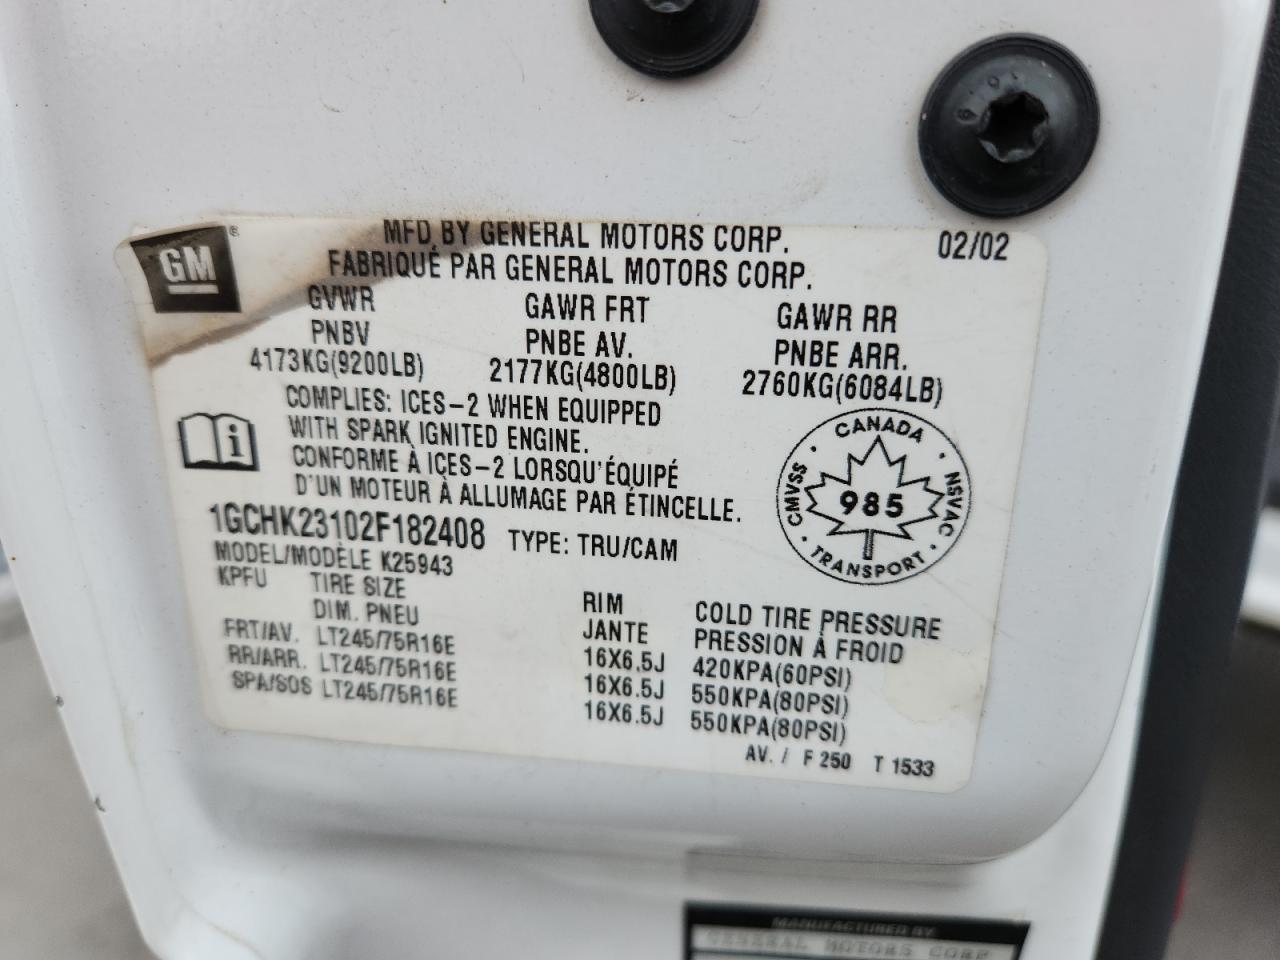 GM®
MFD BY GENERAL MOTORS CORP. 02/02
FABRIQUÉ PAR GENERAL MOTORS CORP.
GVWR GAWR FRT GAWR RR
PNBV PNBE AV. PNBE ARR.
4173KG(9200LB) 2177KG(4800LB) 2760KG(6084LB)
COMPLIES: ICES-2 WHEN EQUIPPED
WITH SPARK IGNITED ENGINE.
CONFORME À ICES-2 LORSQU'ÉQUIPÉ
D'UN MOTEUR À ALLUMAGE PAR ÉTINCELLE.
CANADA
CMVSS 985 NSVAC
TRANSPORT
1GCHK23102F182408 TYPE: TRU/CAM
MODEL/MODÈLE K25943
KPFU TIRE SIZE RIM COLD TIRE PRESSURE
DIM. PNEU JANTE PRESSION À FROID
FRT/AV. LT245/75R16E 16X6.5J 420KPA(60PSI)
RR/ARR. LT245/75R16E 16X6.5J 550KPA(80PSI)
SPA/SOS LT245/75R16E 16X6.5J 550KPA(80PSI)
AV. / F 250 T 1533
MANUFACTURED BY
GENERAL MOTORS CORP